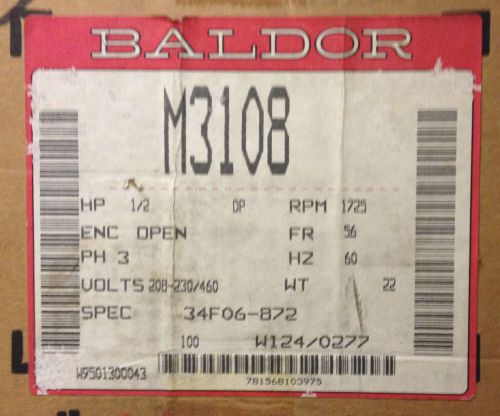 BALDOR
M3108
HP 1/2 DP RPM 1725
ENC OPEN FR 56
PH 3 HZ 60
VOLTS 208-230/460 WT 22
SPEC 34F06-872
100 W124/0277
W9501300043
781568103975